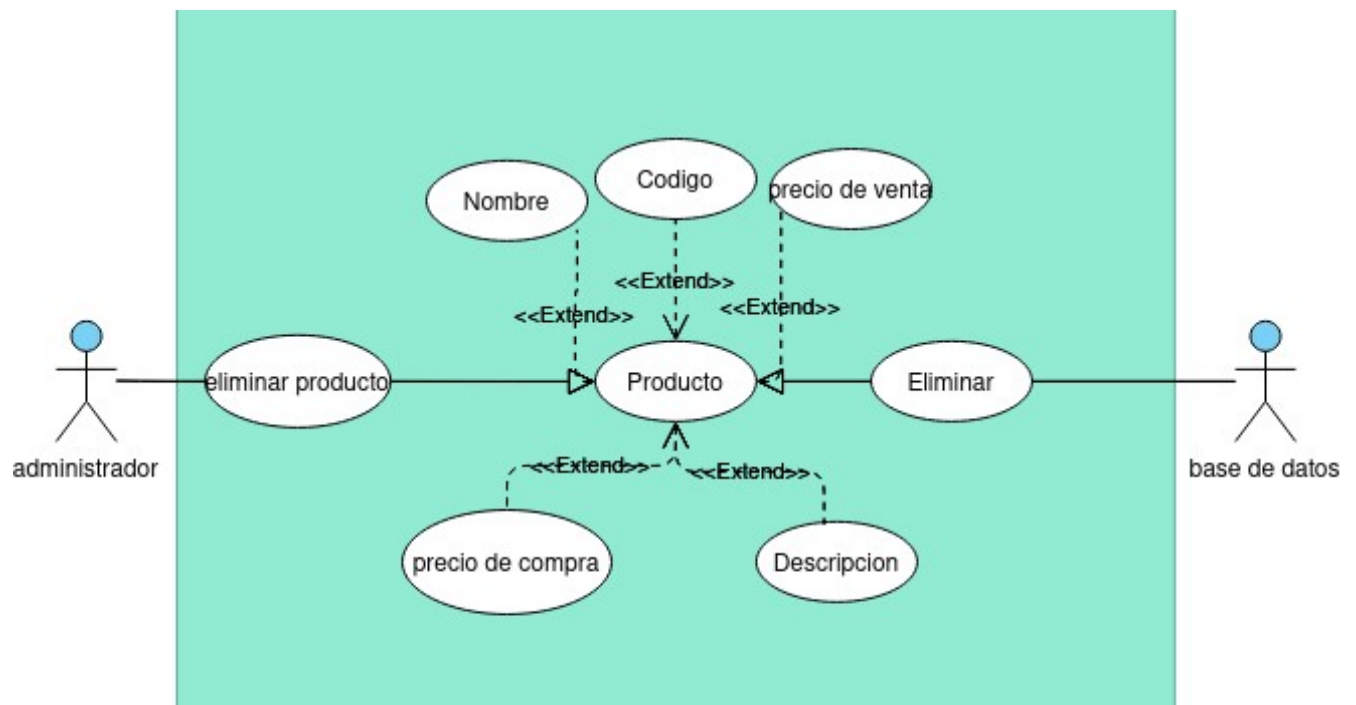 Codigo
precio de venta
Nombre
<<Extend>>
<<Extend>>
<<Extend>>
eliminar producto
Producto
Eliminar
administrador
base de datos
<<Extend>>
<<Extend>>
precio de compra
Descripcion